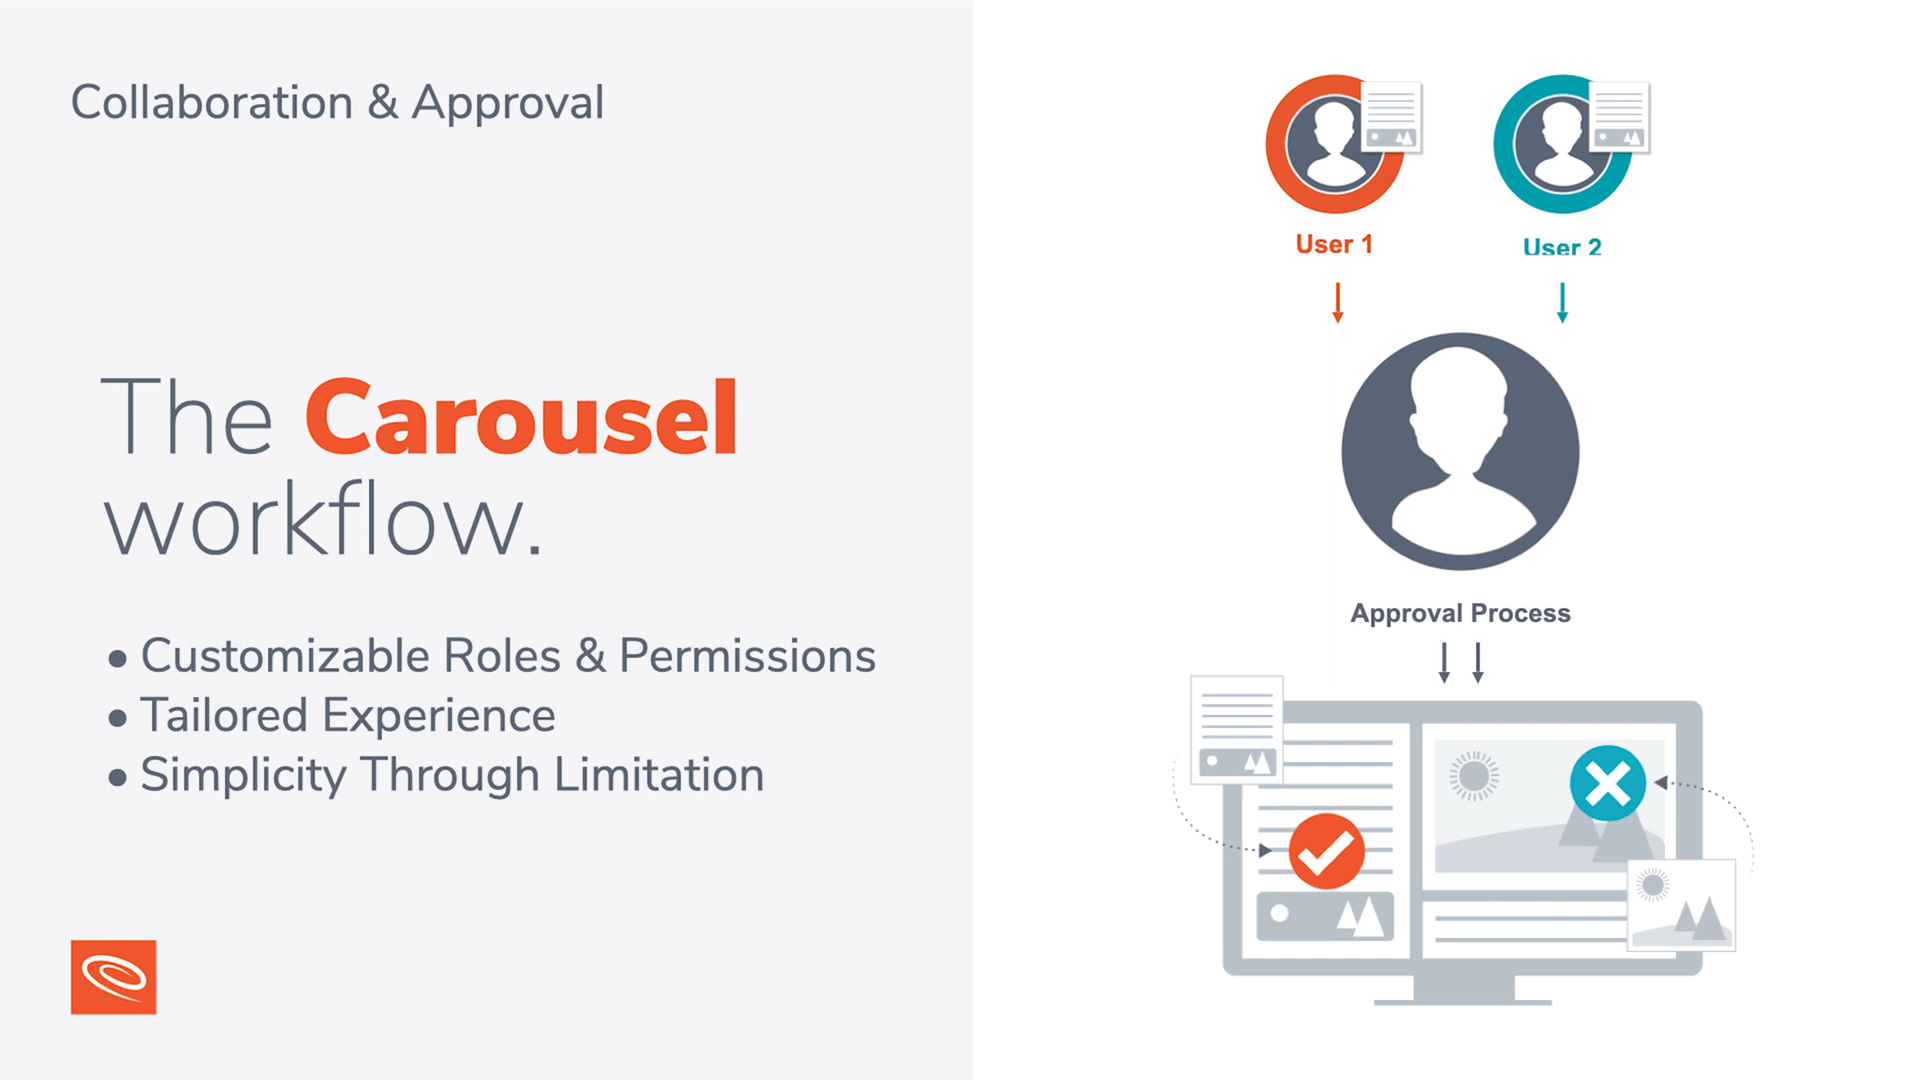 Collaboration & Approval
The Carousel
workflow.
• Customizable Roles & Permissions
• Tailored Experience
• Simplicity Through Limitation
User 1
User 2
Approval Process